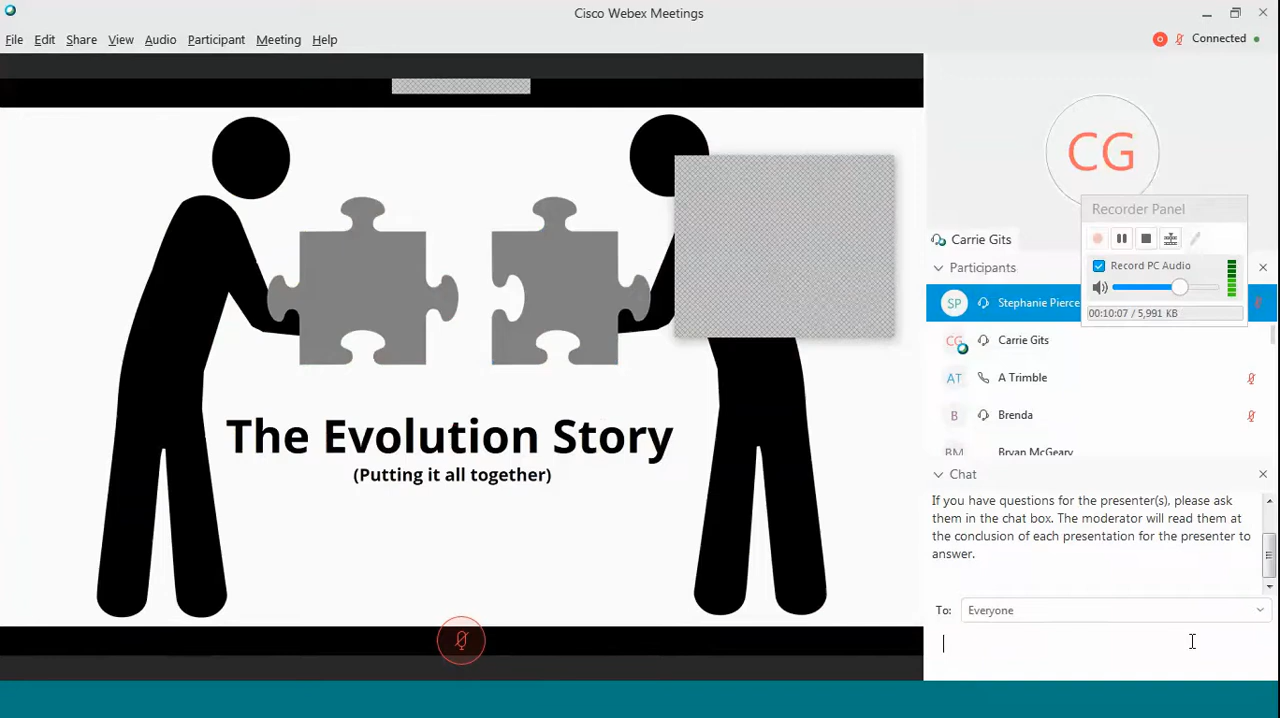 Cisco Webex Meetings
File Edit Share View Audio Participant Meeting Help
Connected
CG
Recorder Panel
Carrie Gits
Record PC Audio
Participants
00:10:07 / 5,991 KB
SP Stephanie Pierce
CG Carrie Gits
AT A Trimble
B Brenda
BM Bryan McGeary
Chat
If you have questions for the presenter(s), please ask
them in the chat box. The moderator will read them at
the conclusion of each presentation for the presenter to
answer.
To: Everyone
The Evolution Story
(Putting it all together)